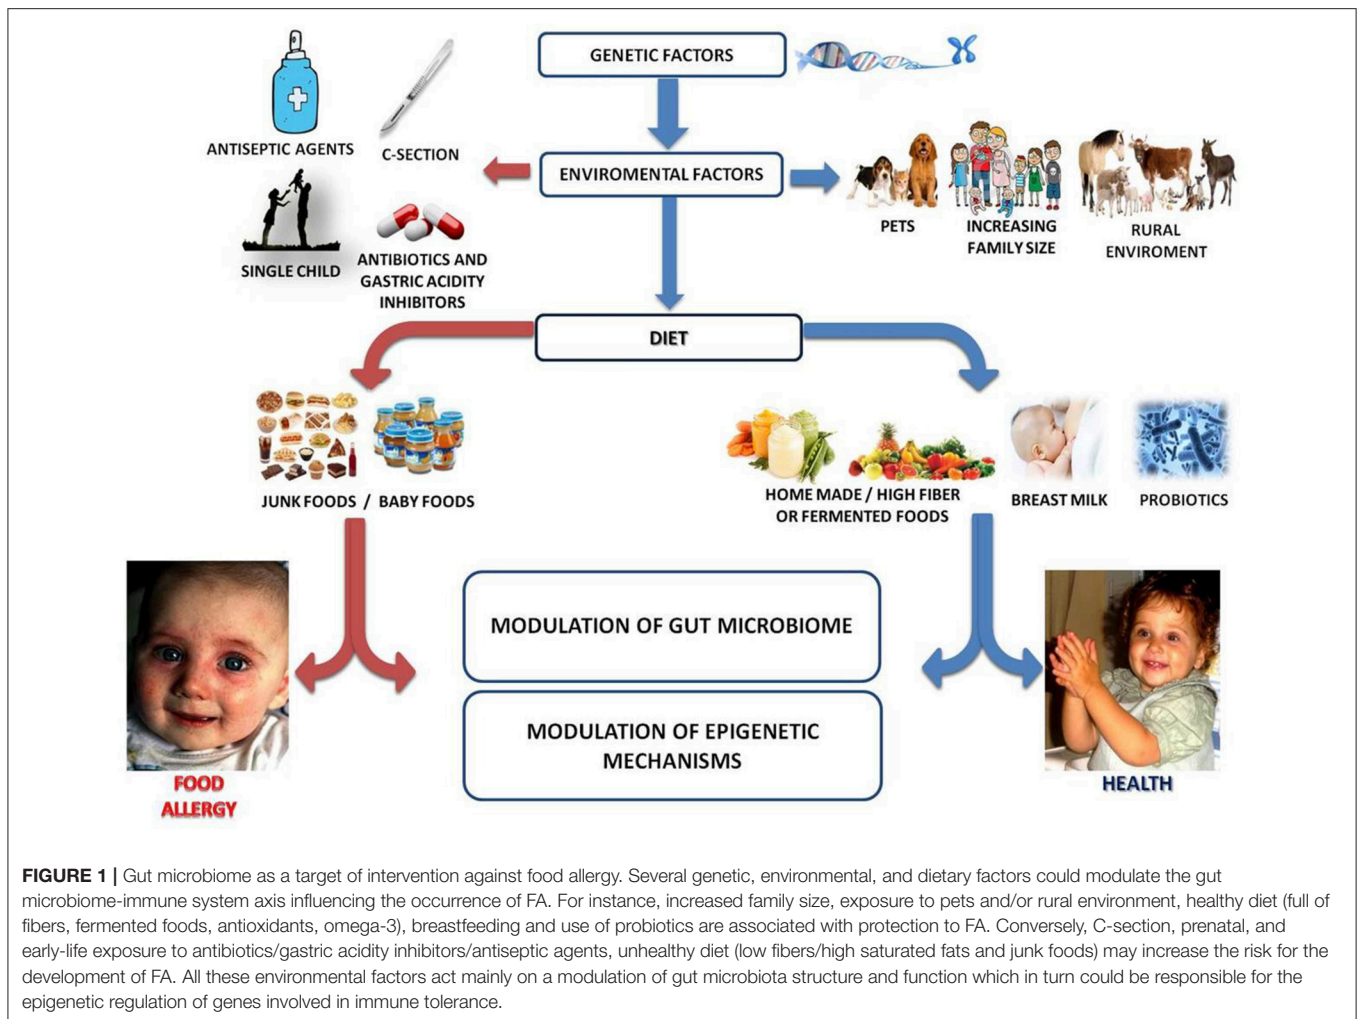 GENETIC FACTORS
ANTISEPTIC AGENTS
C-SECTION
ENVIROMENTAL FACTORS
SINGLE CHILD
ANTIBIOTICS AND
GASTRIC ACIDITY
INHIBITORS
PETS
INCREASING
FAMILY SIZE
RURAL
ENVIROMENT
DIET
JUNK FOODS / BABY FOODS
HOME MADE / HIGH FIBER
OR FERMENTED FOODS
BREAST MILK
PROBIOTICS
MODULATION OF GUT MICROBIOME
MODULATION OF EPIGENETIC
MECHANISMS
FOOD
ALLERGY
HEALTH
FIGURE 1 | Gut microbiome as a target of intervention against food allergy. Several genetic, environmental, and dietary factors could modulate the gut
microbiome-immune system axis influencing the occurrence of FA. For instance, increased family size, exposure to pets and/or rural environment, healthy diet (full of
fibers, fermented foods, antioxidants, omega-3), breastfeeding and use of probiotics are associated with protection to FA. Conversely, C-section, prenatal, and
early-life exposure to antibiotics/gastric acidity inhibitors/antiseptic agents, unhealthy diet (low fibers/high saturated fats and junk foods) may increase the risk for the
development of FA. All these environmental factors act mainly on a modulation of gut microbiota structure and function which in turn could be responsible for the
epigenetic regulation of genes involved in immune tolerance.